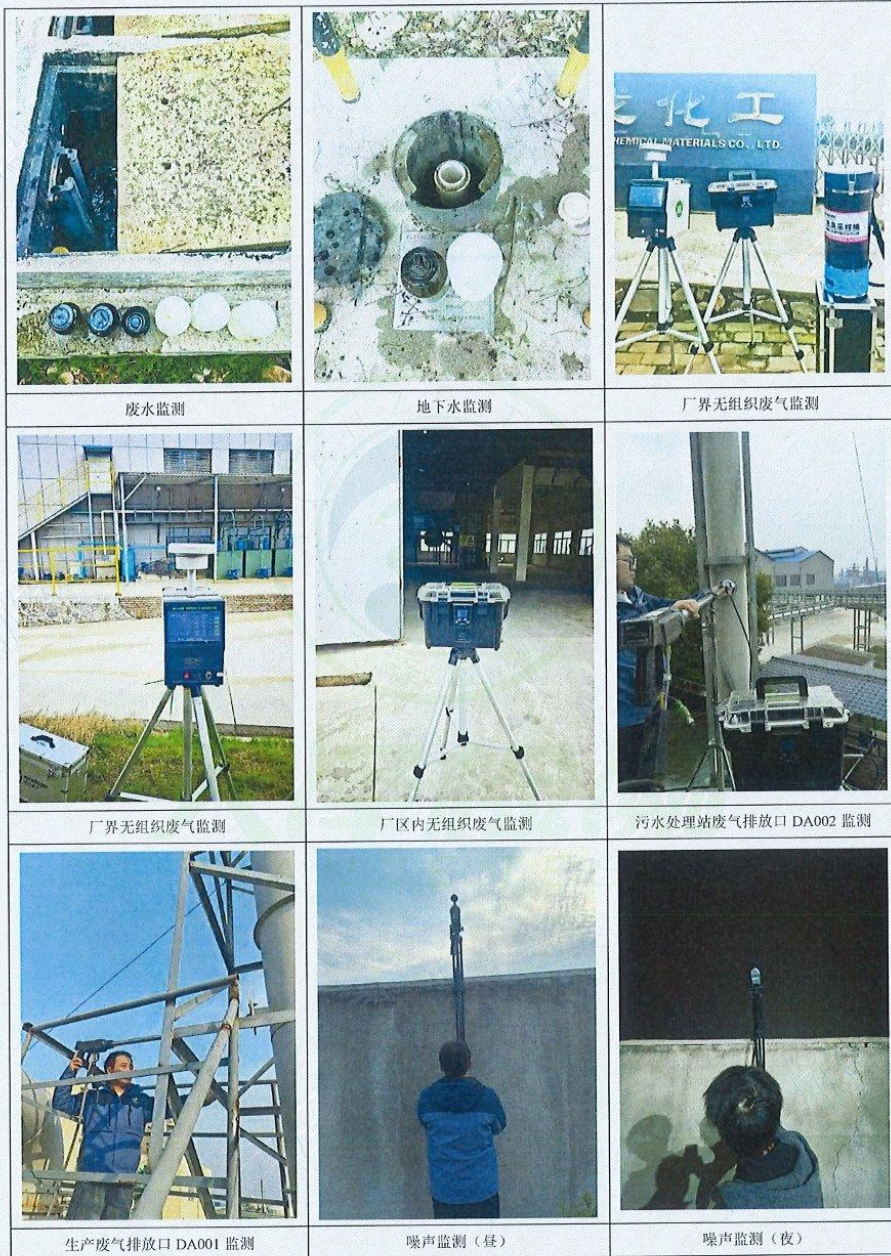 文化工
HEMICAL MATERIALS CO., LTD.
废水监测
地下水监测
厂界无组织废气监测
厂界无组织废气监测
厂区内无组织废气监测
污水处理站废气排放口 DA002 监测
生产废气排放口 DA001 监测
噪声监测（昼）
噪声监测（夜）